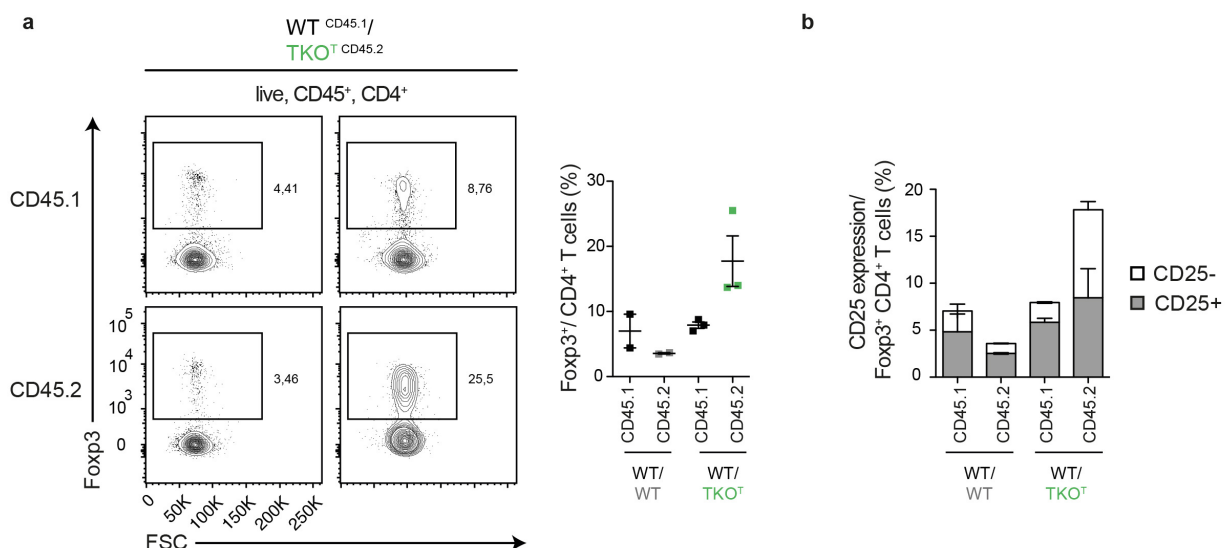 a
WT CD45.1/
TKOᵀ CD45.2
live, CD45⁺, CD4⁺
CD45.1
4,41
8,76
CD45.2
3,46
25,5
10⁵
10⁴
10³
0
Foxp3
0
50K
100K
150K
200K
250K
FSC
Foxp3⁺/ CD4⁺ T cells (%)
30
20
10
0
CD45.1
CD45.2
CD45.1
CD45.2
WT/
WT
WT/
TKOᵀ
b
CD25 expression/
Foxp3⁺ CD4⁺ T cells (%)
20
15
10
5
0
CD45.1
CD45.2
CD45.1
CD45.2
WT/
WT
WT/
TKOᵀ
CD25-
CD25+